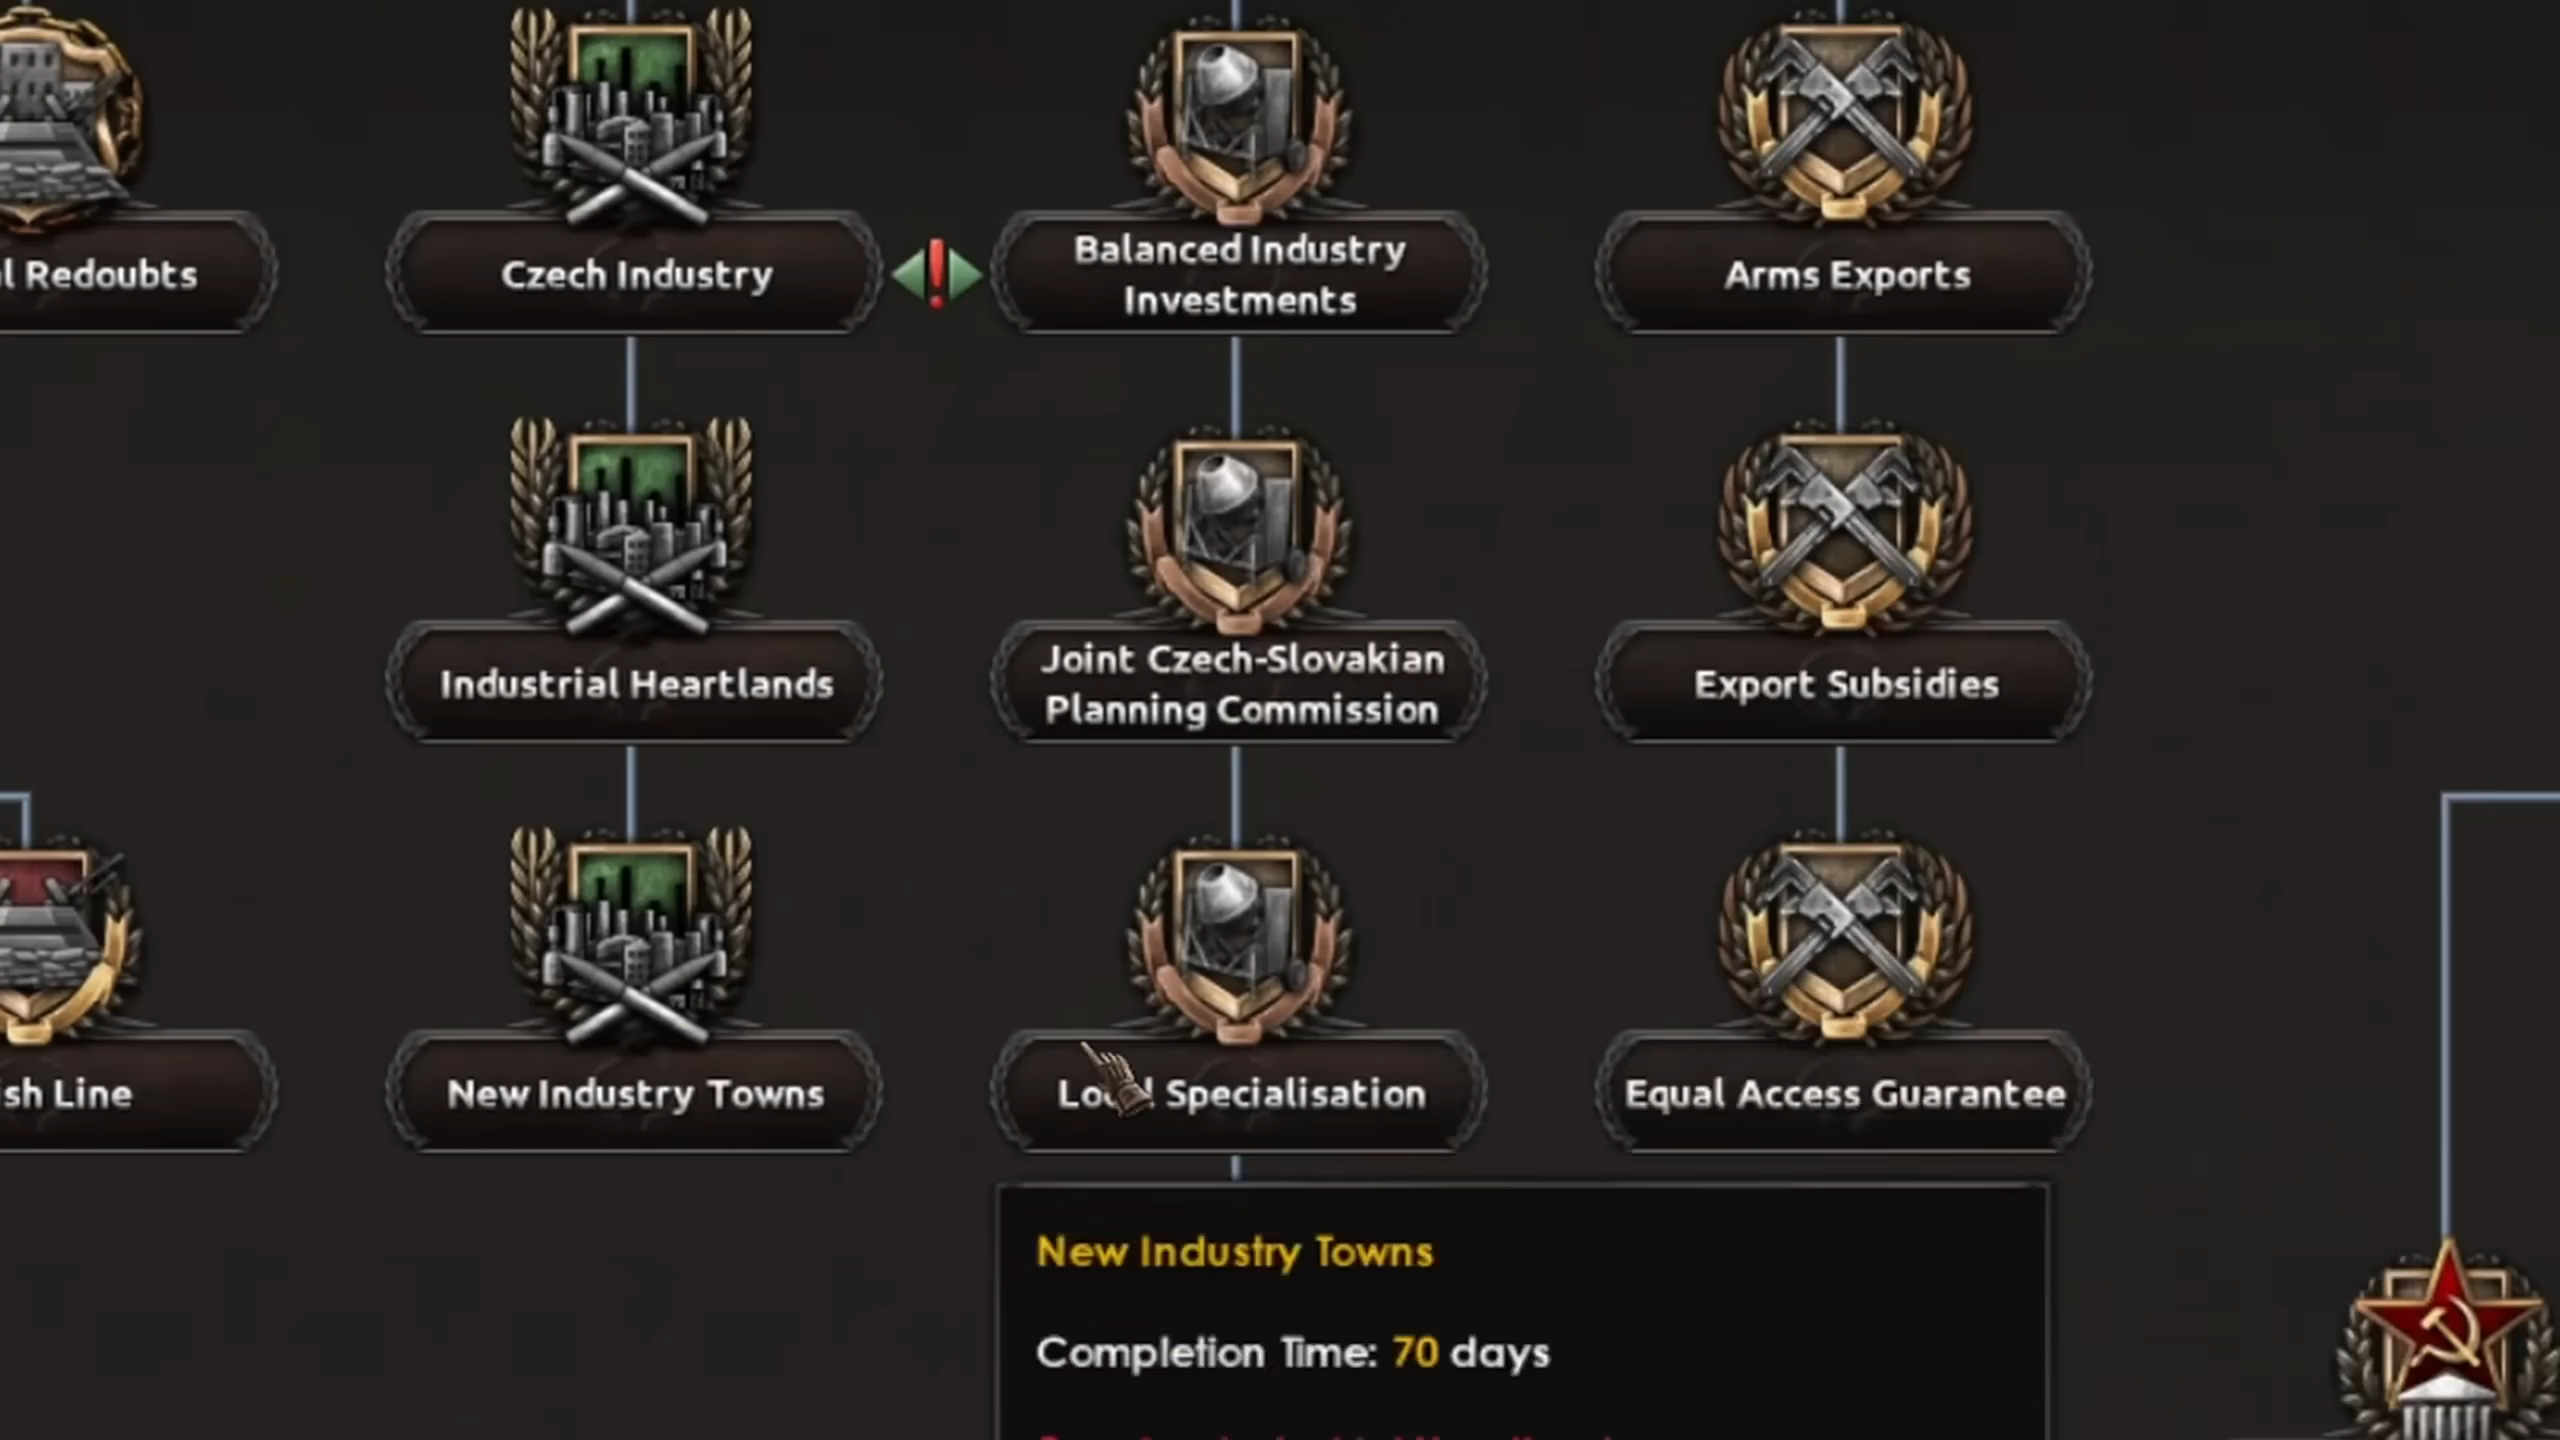 l Redoubts
Czech Industry
Balanced Industry
Investments
Arms Exports
Industrial Heartlands
Joint Czech-Slovakian
Planning Commission
Export Subsidies
sh Line
New Industry Towns
Local Specialisation
Equal Access Guarantee
New Industry Towns
Completion Time: 70 days